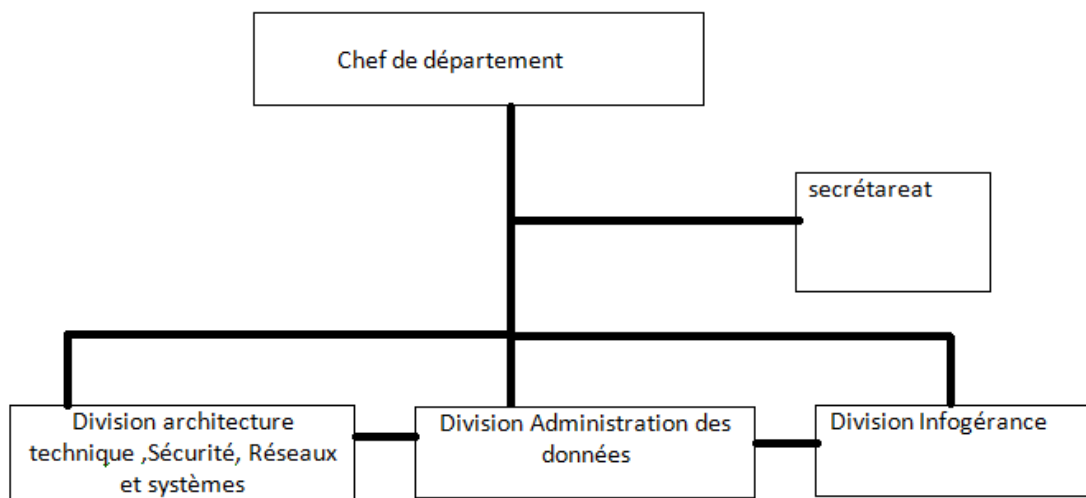 Chef de département
secrétareat
Division architecture
technique ,Sécurité, Réseaux
et systèmes
Division Administration des
données
Division Infogérance